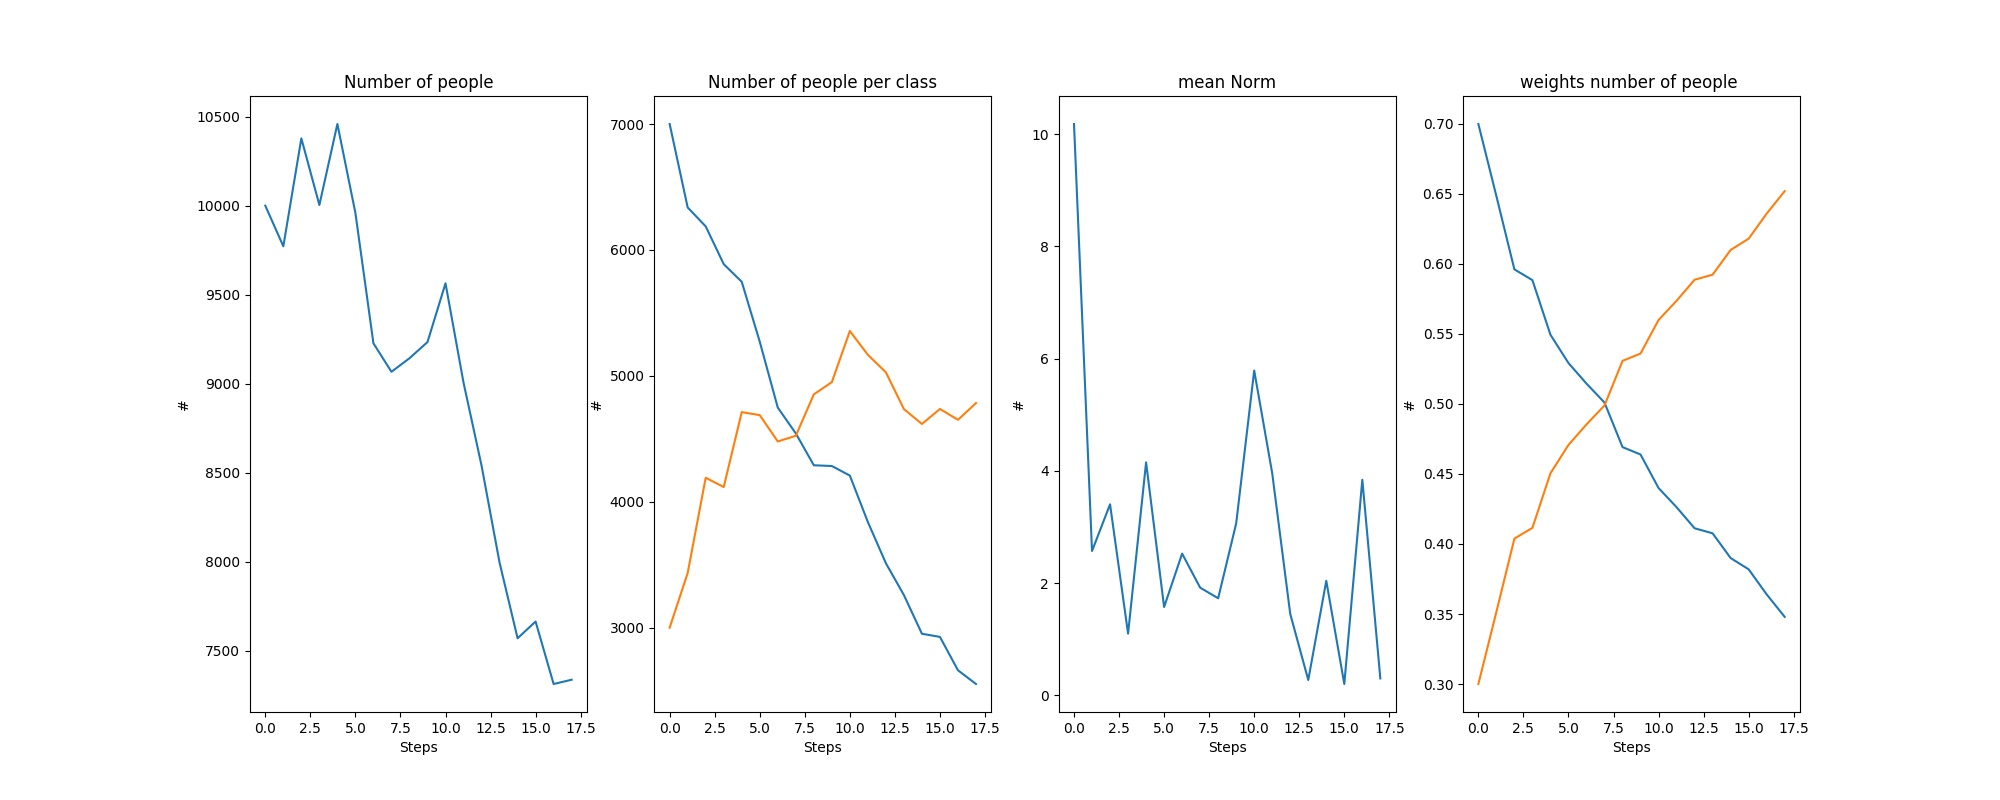 Number of people
10500
10000
9500
9000
8500
8000
7500
#
0.0 2.5 5.0 7.5 10.0 12.5 15.0 17.5
Steps
Number of people per class
7000
6000
5000
4000
3000
#
0.0 2.5 5.0 7.5 10.0 12.5 15.0 17.5
Steps
mean Norm
10
8
6
4
2
0
#
0.0 2.5 5.0 7.5 10.0 12.5 15.0 17.5
Steps
weights number of people
0.70
0.65
0.60
0.55
0.50
0.45
0.40
0.35
0.30
#
0.0 2.5 5.0 7.5 10.0 12.5 15.0 17.5
Steps